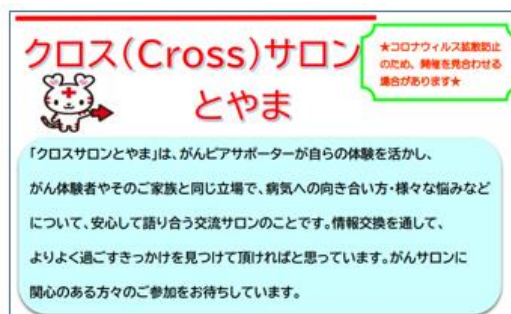 クロス(Cross)サロン
とやま
★コロナウィルス拡散防止
のため、開催を見合わせる
場合があります★
「クロスサロンとやま」は、がんピアサポーターが自らの体験を活かし、
がん体験者やそのご家族と同じ立場で、病気への向き合い方・様々な悩みなど
について、安心して語り合う交流サロンのことです。情報交換を通して、
よりよく過ごすきっかけを見つけて頂ければと思っています。がんサロンに
関心のある方々のご参加をお待ちしています。